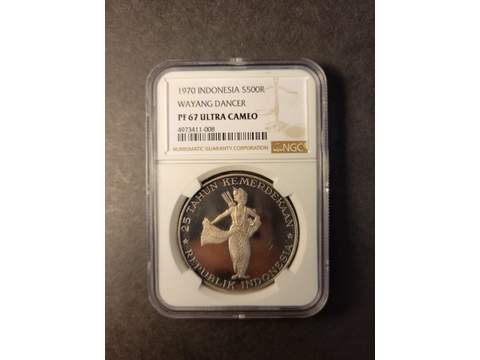 1970 INDONESIA S500R
WAYANG DANCER
PF 67 ULTRA CAMEO
4973411-008
NUMISMATIC GUARANTY CORPORATION
NGC
25 TAHUN KEMERDEKAAN
REPUBLIK INDONESIA